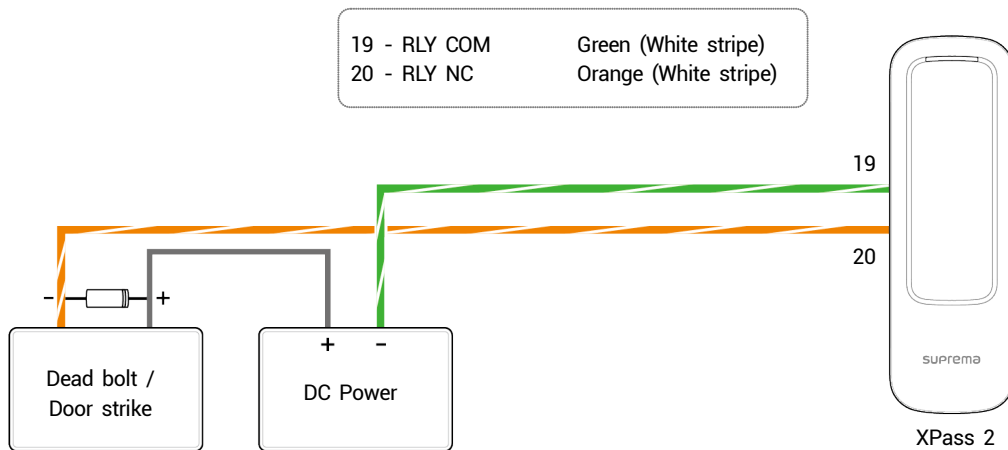 19 - RLY COM Green (White stripe)
20 - RLY NC Orange (White stripe)
19
20
- +
+ -
Dead bolt /
Door strike
DC Power
suprema
XPass 2